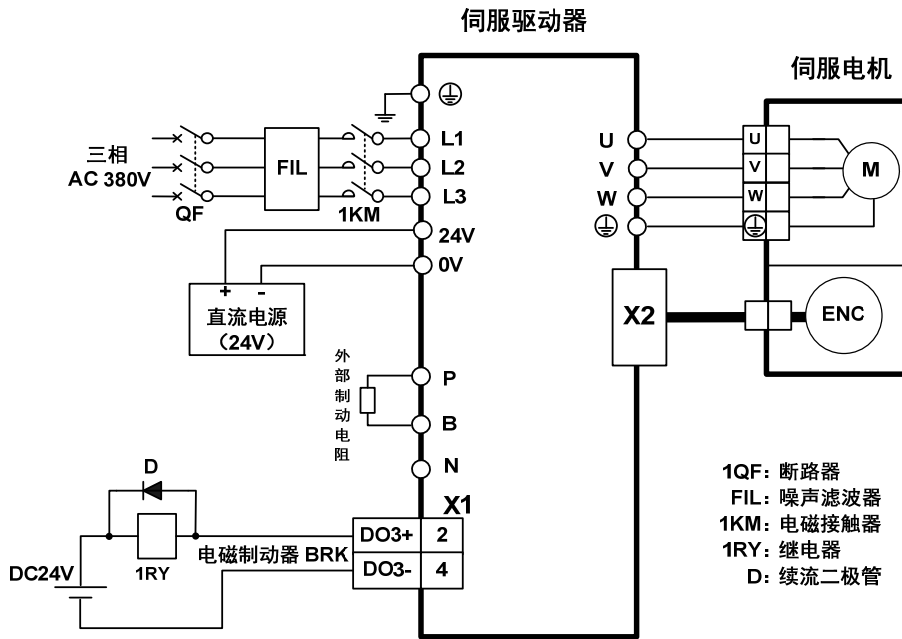 伺服驱动器
伺服电机
三相
AC 380V
QF
FIL
1KM
L1
L2
L3
24V
0V
+ -
直流电源
（24V）
外部制动电阻
P
B
N
U
V
W
U
V
W
M
X2
ENC
X1
D
1RY
DC24V
电磁制动器 BRK
DO3+ 2
DO3- 4
1QF：断路器
FIL：噪声滤波器
1KM：电磁接触器
1RY：继电器
D：续流二极管